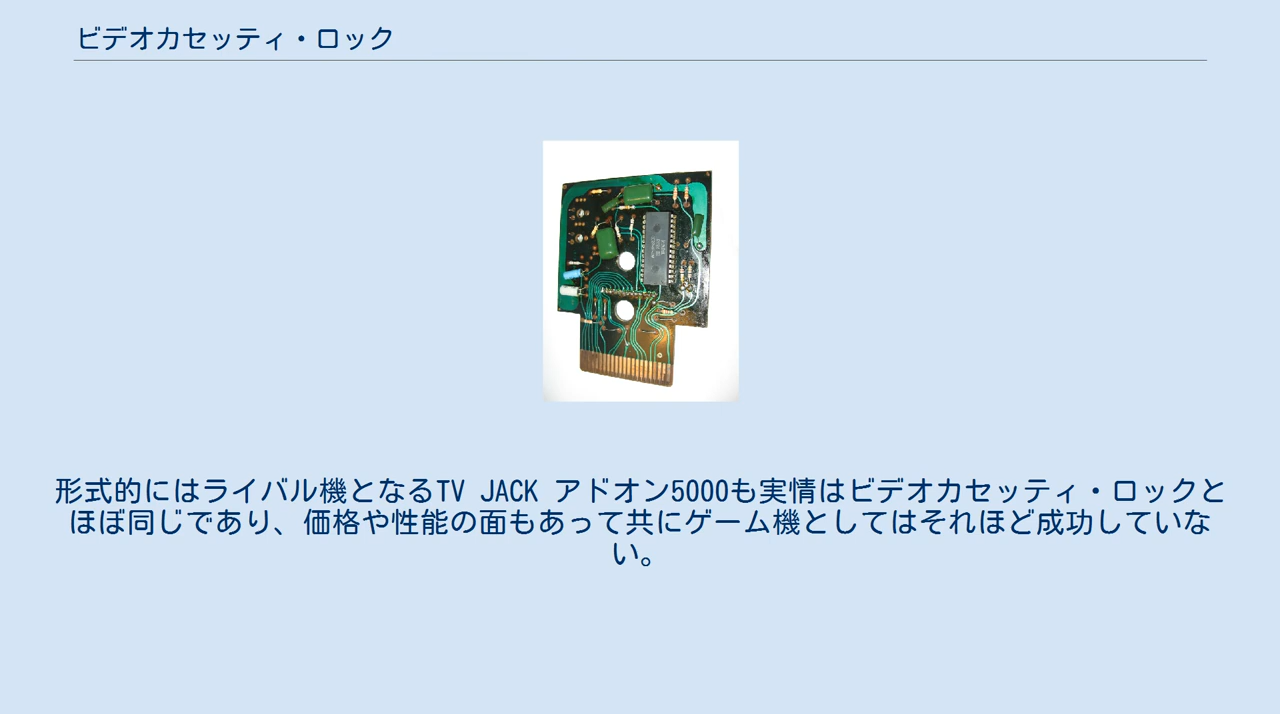 ビデオカセッティ・ロック
形式的にはライバル機となるTV JACK アドオン5000も実情はビデオカセッティ・ロックと
ほぼ同じであり、価格や性能の面もあって共にゲーム機としてはそれほど成功していな
い。